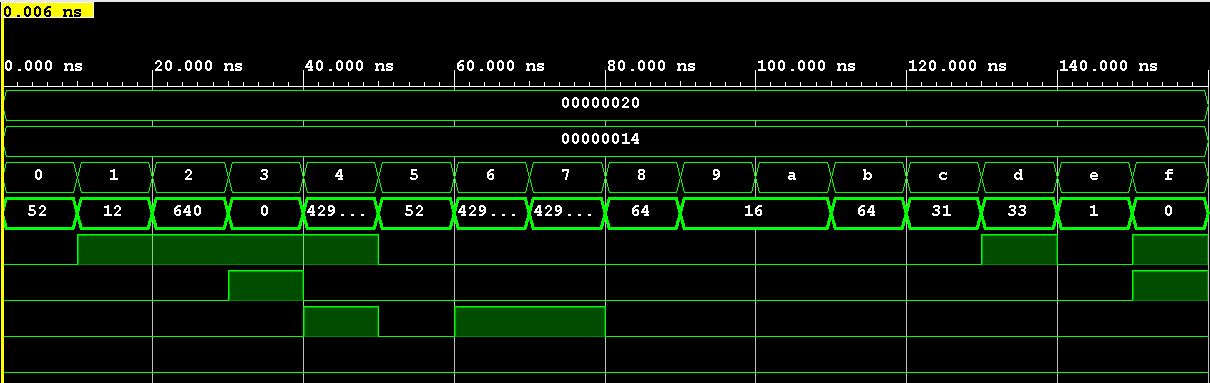 0.006 ns
0.000 ns 20.000 ns 40.000 ns 60.000 ns 80.000 ns 100.000 ns 120.000 ns 140.000 ns
00000020
00000014
0 1 2 3 4 5 6 7 8 9 a b c d e f
52 12 640 0 429... 52 429... 429... 64 16 64 31 33 1 0